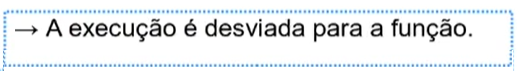 → A execução é desviada para a função.